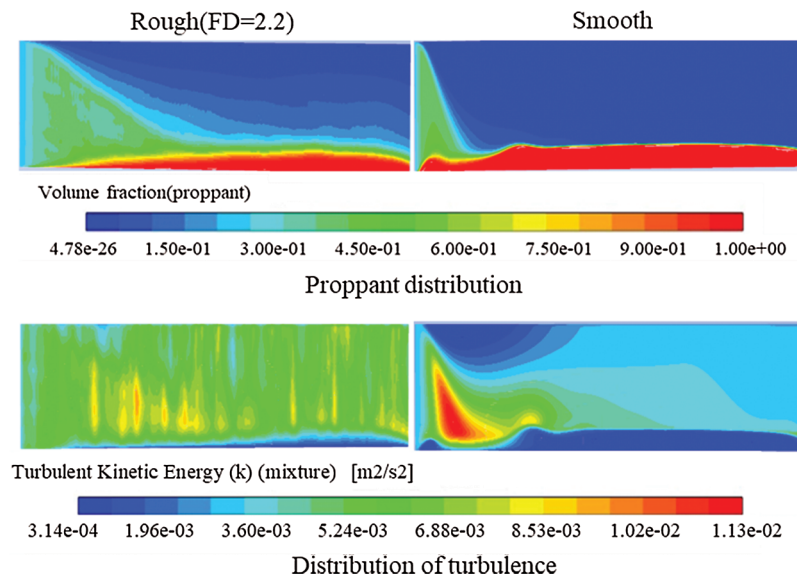 Rough(FD=2.2)
Smooth
Volume fraction(proppant)
4.78e-26 1.50e-01 3.00e-01 4.50e-01 6.00e-01 7.50e-01 9.00e-01 1.00e+00
Proppant distribution
Turbulent Kinetic Energy (k) (mixture) [m2/s2]
3.14e-04 1.96e-03 3.60e-03 5.24e-03 6.88e-03 8.53e-03 1.02e-02 1.13e-02
Distribution of turbulence